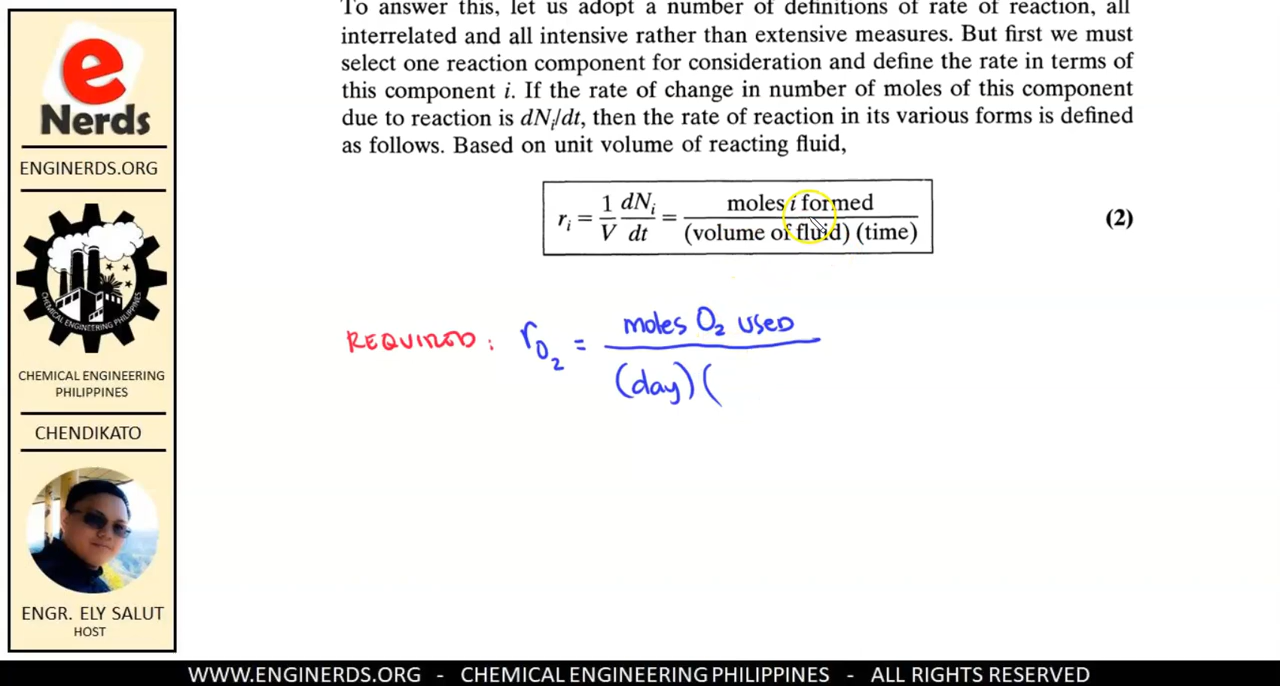 To answer this, let us adopt a number of definitions of rate of reaction, all
interrelated and all intensive rather than extensive measures. But first we must
select one reaction component for consideration and define the rate in terms of
this component i. If the rate of change in number of moles of this component
due to reaction is dNi/dt, then the rate of reaction in its various forms is defined
as follows. Based on unit volume of reacting fluid,
ri = 1/V dNi/dt = moles i formed / (volume of fluid) (time)
(2)
REQUIRED: rO2 = moles O2 used / (day) (
e
Nerds
ENGINERDS.ORG
CHEMICAL ENGINEERING PHILIPPINES
CHEMICAL ENGINEERING
PHILIPPINES
CHENDIKATO
ENGR. ELY SALUT
HOST
WWW.ENGINERDS.ORG - CHEMICAL ENGINEERING PHILIPPINES - ALL RIGHTS RESERVED